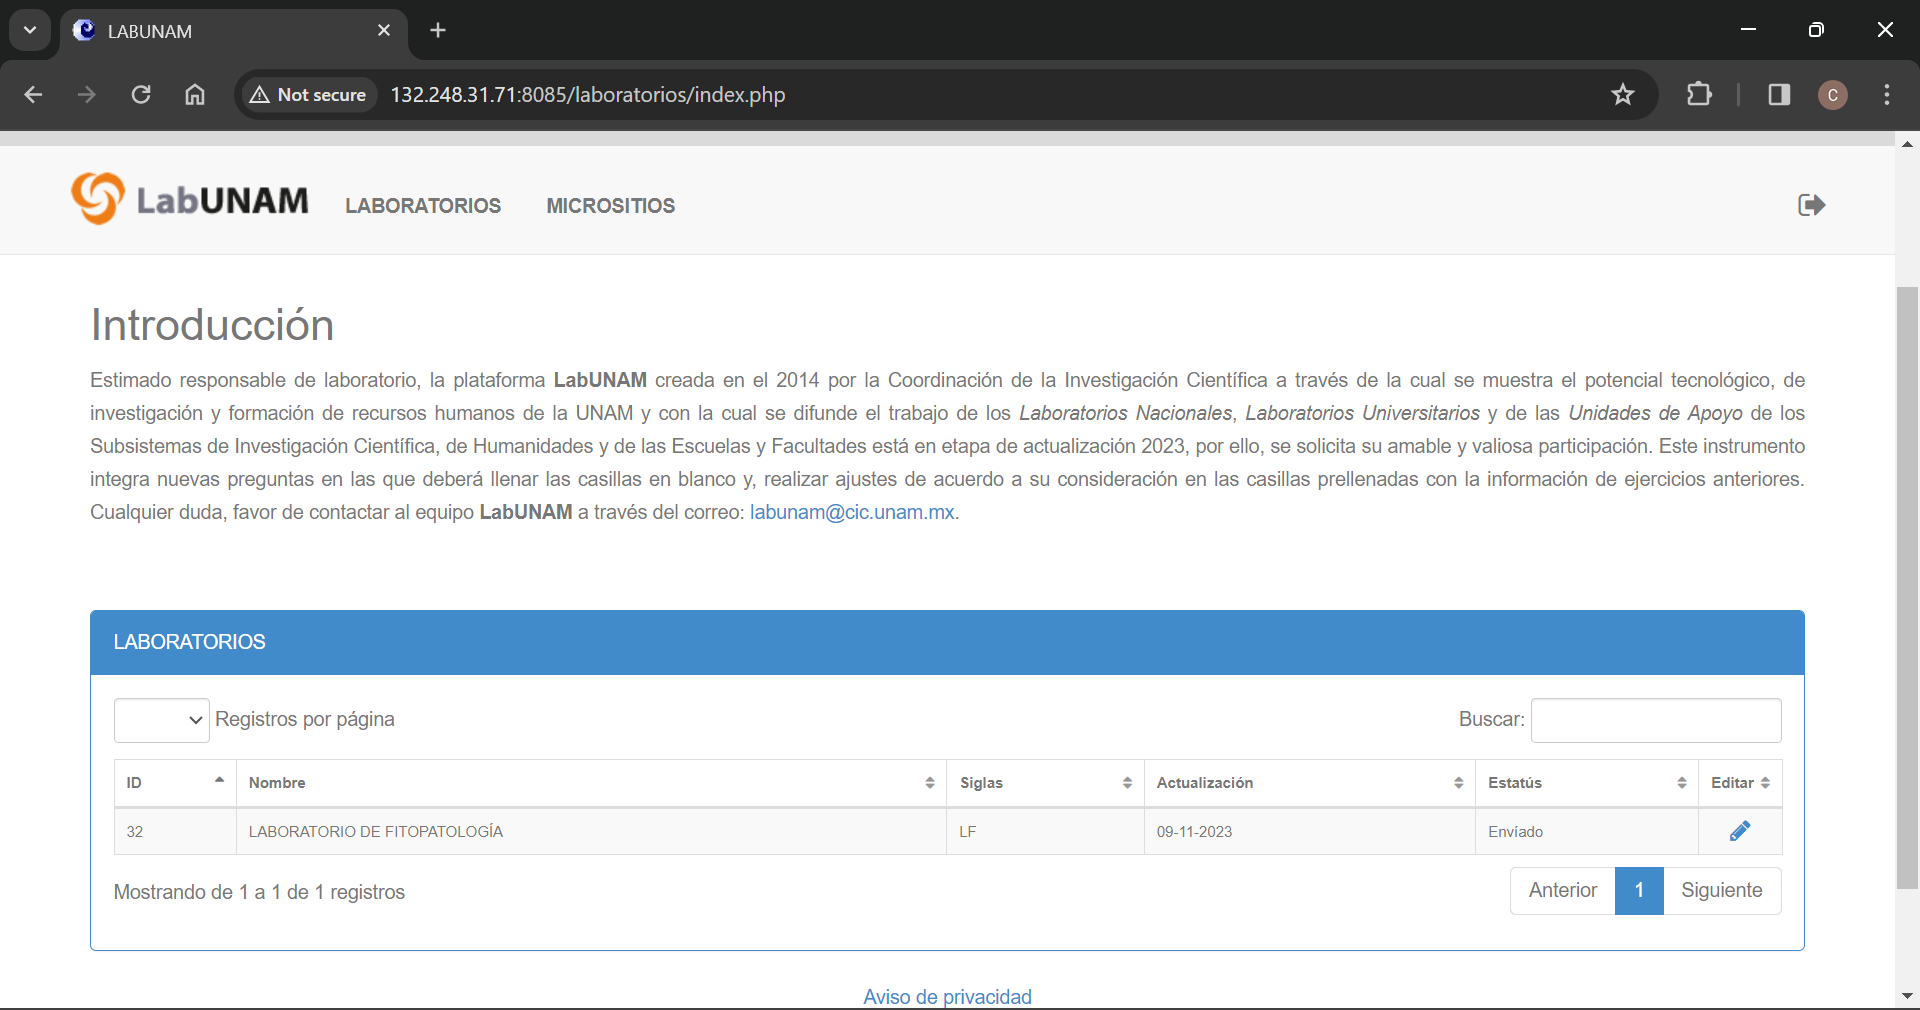 LABUNAM
Not secure 132.248.31.71:8085/laboratorios/index.php
C
LabUNAM LABORATORIOS MICROSITIOS
Introducción
Estimado responsable de laboratorio, la plataforma LabUNAM creada en el 2014 por la Coordinación de la Investigación Científica a través de la cual se muestra el potencial tecnológico, de
investigación y formación de recursos humanos de la UNAM y con la cual se difunde el trabajo de los Laboratorios Nacionales, Laboratorios Universitarios y de las Unidades de Apoyo de los
Subsistemas de Investigación Científica, de Humanidades y de las Escuelas y Facultades está en etapa de actualización 2023, por ello, se solicita su amable y valiosa participación. Este instrumento
integra nuevas preguntas en las que deberá llenar las casillas en blanco y, realizar ajustes de acuerdo a su consideración en las casillas prellenadas con la información de ejercicios anteriores.
Cualquier duda, favor de contactar al equipo LabUNAM a través del correo: labunam@cic.unam.mx.
LABORATORIOS
Registros por página Buscar:
ID Nombre Siglas Actualización Estatús Editar
32 LABORATORIO DE FITOPATOLOGÍA LF 09-11-2023 Envíado
Mostrando de 1 a 1 de 1 registros Anterior 1 Siguiente
Aviso de privacidad